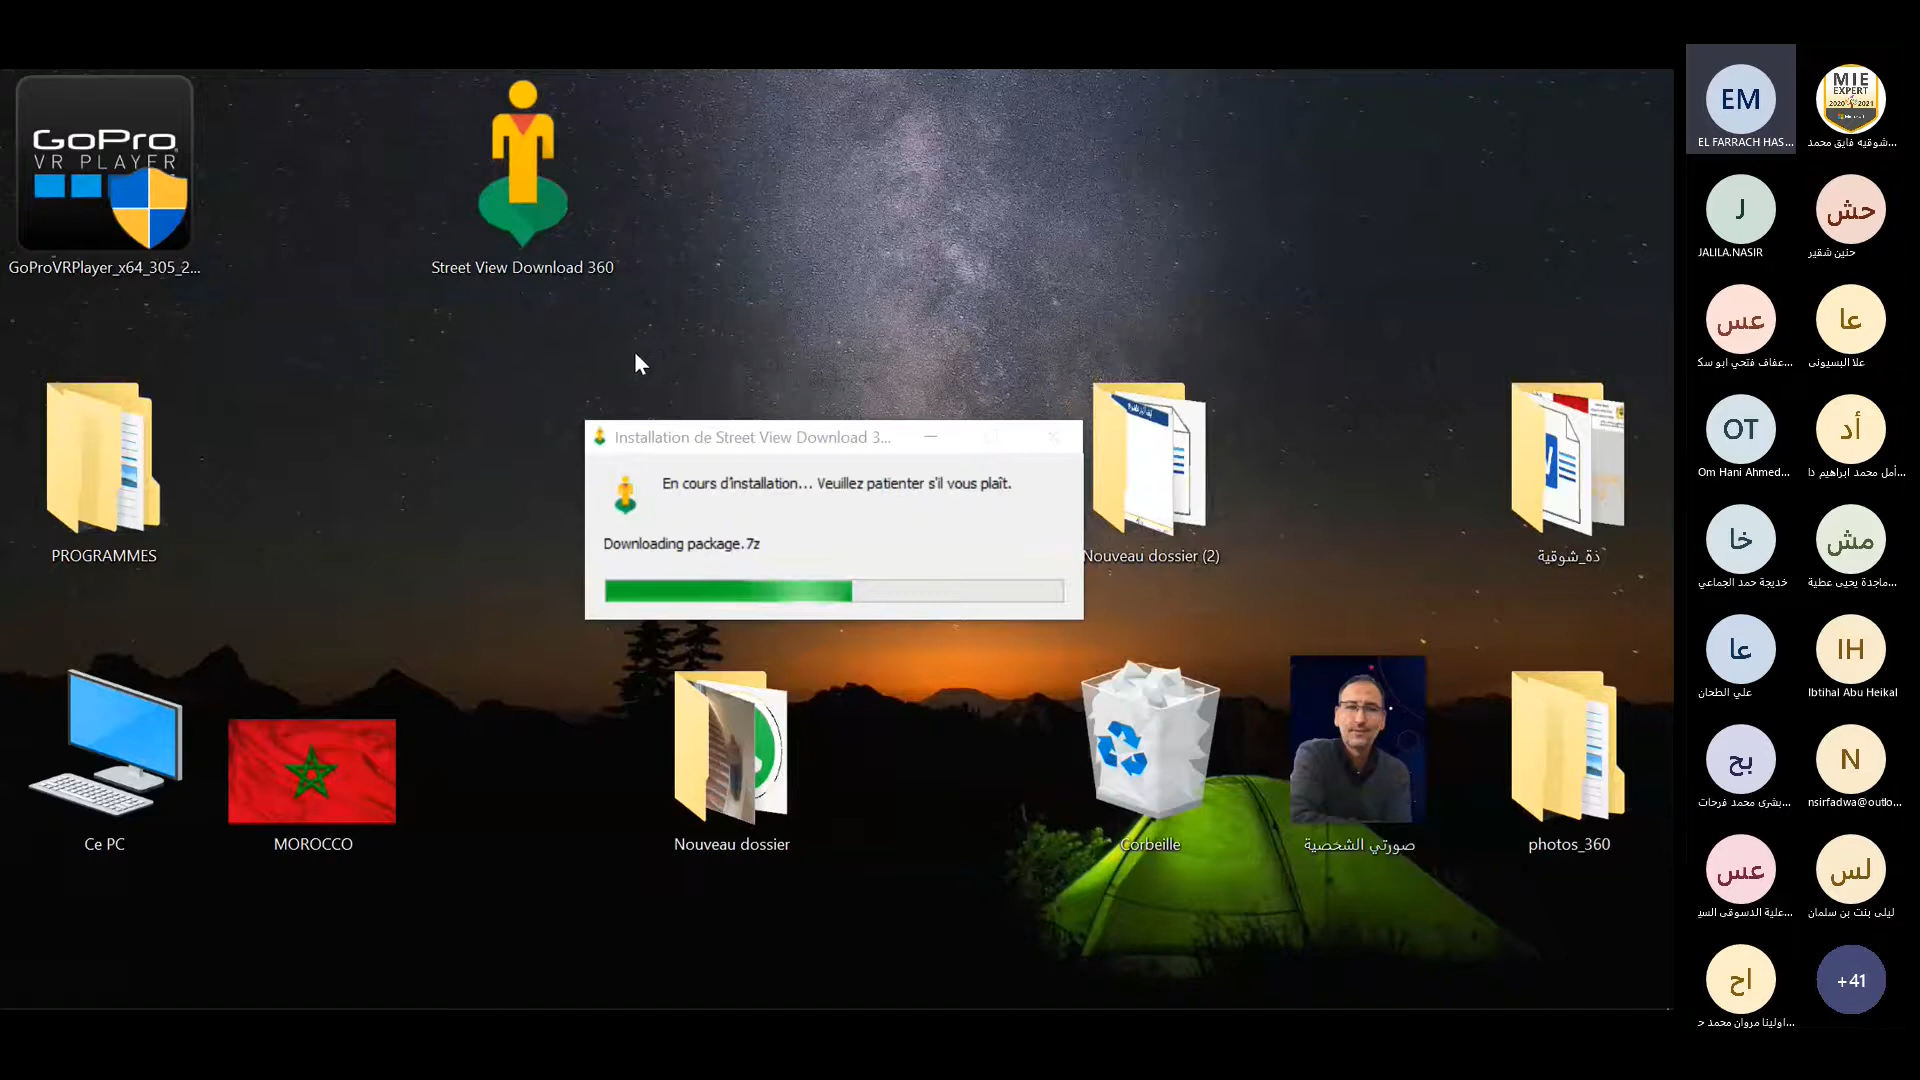 GoPro
VR PLAYER
GoProVRPlayer_x64_305_2...
Street View Download 360
Installation de Street View Download 3...
En cours d'installation... Veuillez patienter s'il vous plaît.
Downloading package.7z
PROGRAMMES
Nouveau dossier (2)
ذة_شوقية
Ce PC
MOROCCO
Nouveau dossier
Corbeille
صورتي الشخصية
photos_360
EM
EL FARRACH HAS...
MIE
EXPERT
2020
2021
Microsoft
شوقيه فايق محمد...
J
JALILA.NASIR
حش
حنين شقير
عس
عفاف فتحي ابو سك...
عا
علا البسيونى
OT
Om Hani Ahmed...
أد
أمل محمد ابراهيم دا...
خا
خديجة حمد الجماعي
مش
ماجدة يحيى عطية...
عا
علي الطحان
IH
Ibtihal Abu Heikal
بح
بشرى محمد فرحات...
N
nsirfadwa@outlo...
عس
علية الدسوقى السي...
لس
ليلى بنت بن سلمان
اح
اولينا مروان محمد ح...
+41